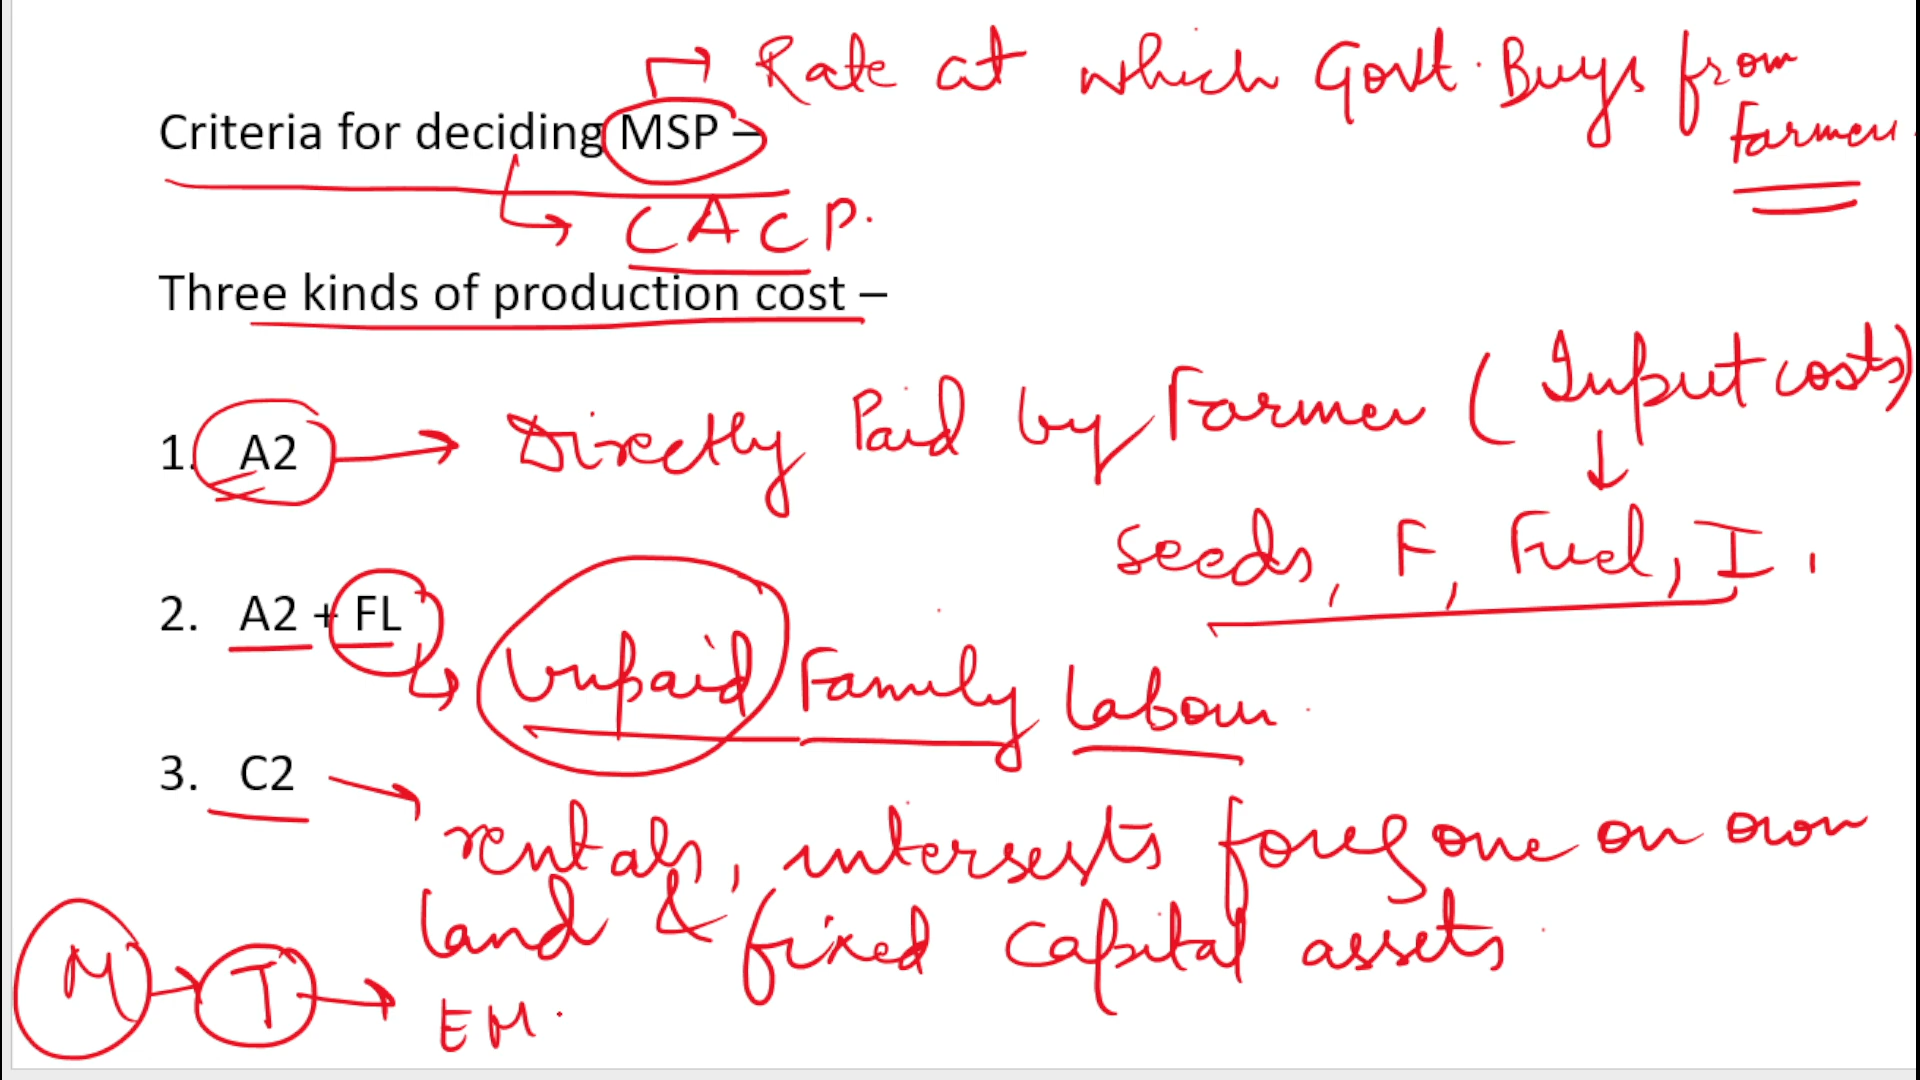 Rate at which Govt. Buys from
Farmers.
Criteria for deciding MSP –
CACP.
Three kinds of production cost –
1. A2 → Directly Paid by Farmer (Input costs)
↓
seeds, F, Fuel, I.
2. A2 + FL
Unpaid Family Labour
3. C2 →
rentals, intersests foregone on own
land & fixed capital assets
M → T → EM.